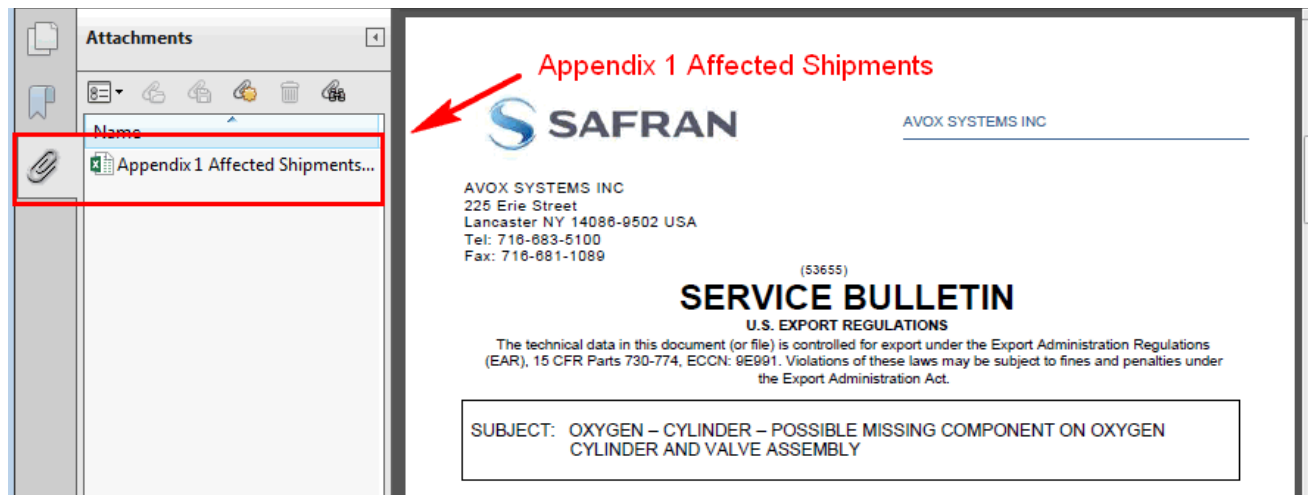 Attachments
Name
Appendix 1 Affected Shipments...
Appendix 1 Affected Shipments
SAFRAN
AVOX SYSTEMS INC
AVOX SYSTEMS INC
225 Erie Street
Lancaster NY 14086-9502 USA
Tel: 716-683-5100
Fax: 716-681-1089
(53655)
SERVICE BULLETIN
U.S. EXPORT REGULATIONS
The technical data in this document (or file) is controlled for export under the Export Administration Regulations
(EAR), 15 CFR Parts 730-774, ECCN: 9E991. Violations of these laws may be subject to fines and penalties under
the Export Administration Act.
SUBJECT: OXYGEN – CYLINDER – POSSIBLE MISSING COMPONENT ON OXYGEN
CYLINDER AND VALVE ASSEMBLY